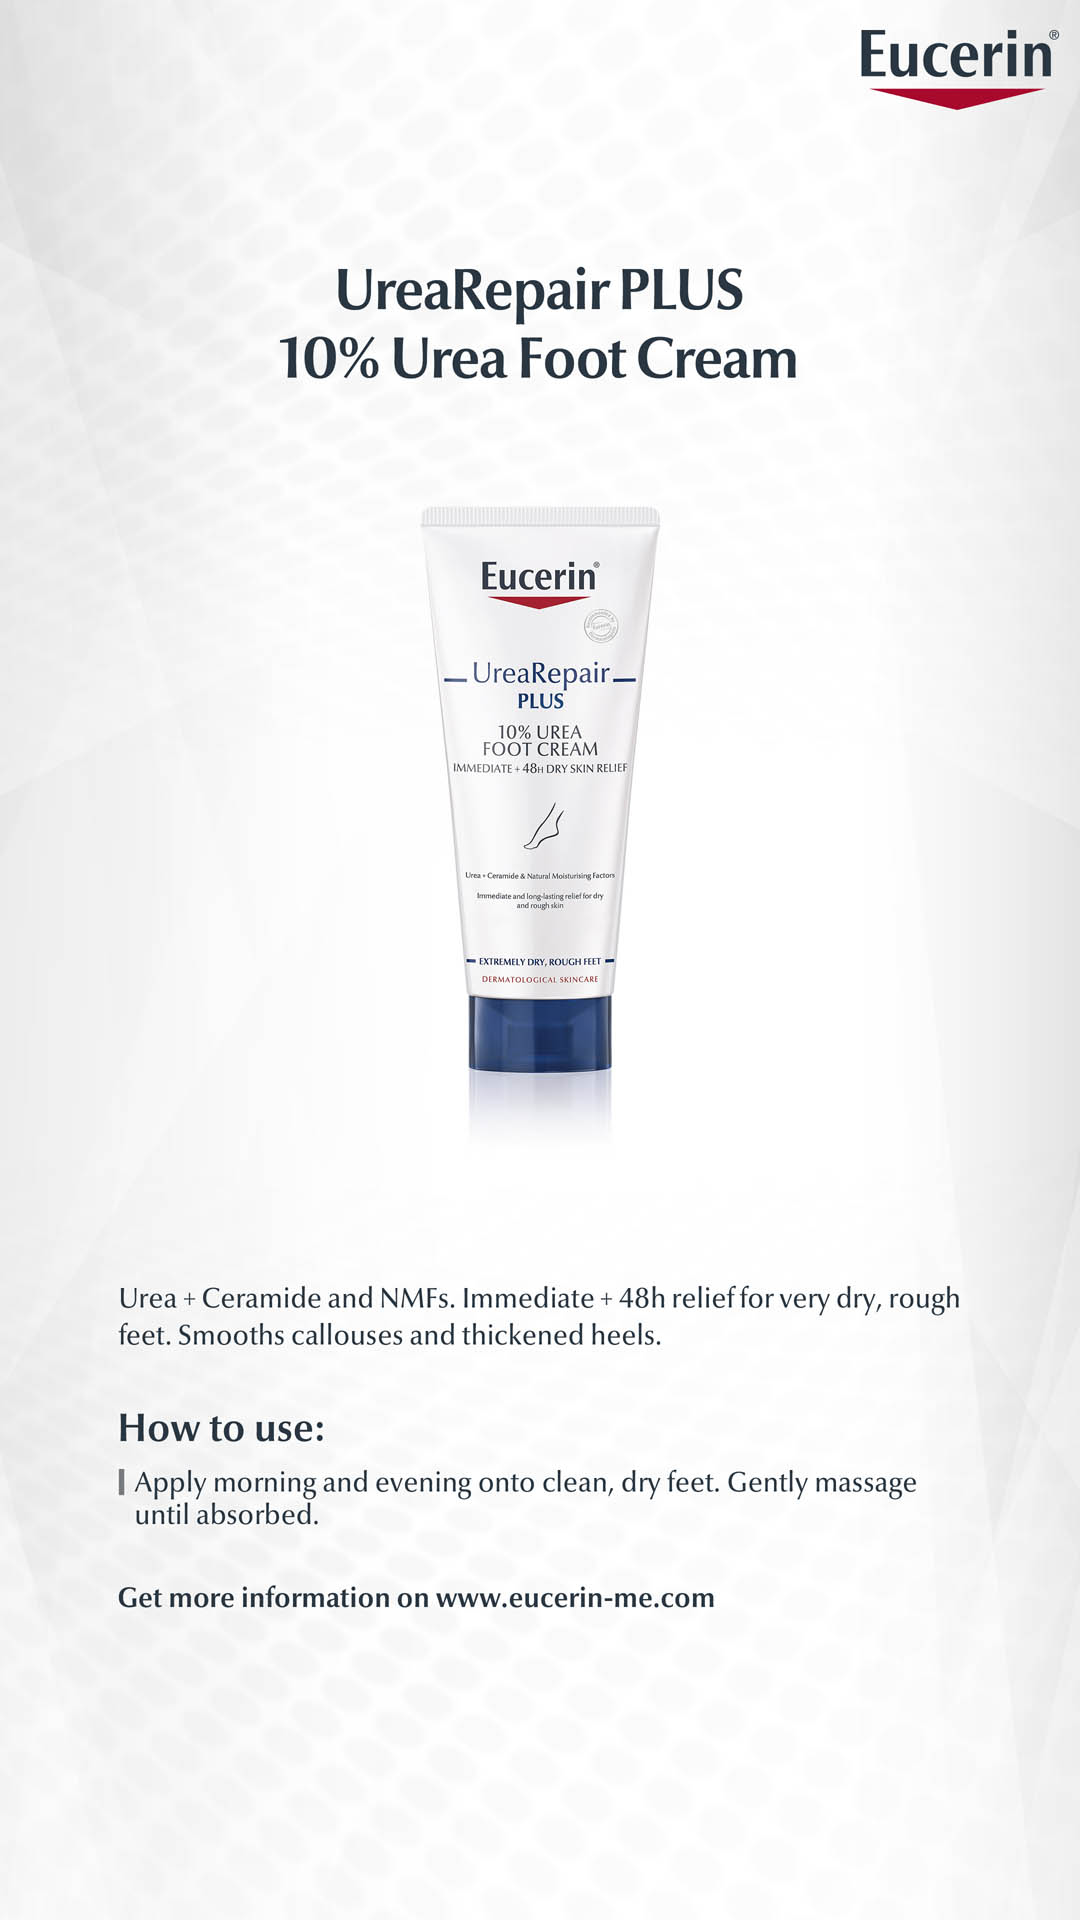 Eucerin®
UreaRepair PLUS
10% Urea Foot Cream
Eucerin®
UreaRepair
PLUS
10% UREA
FOOT CREAM
IMMEDIATE + 48H DRY SKIN RELIEF
Urea + Ceramide & Natural Moisturising Factors
Immediate and long-lasting relief for dry
and rough skin
EXTREMELY DRY, ROUGH FEET
DERMATOLOGICAL SKINCARE
Urea + Ceramide and NMFs. Immediate + 48h relief for very dry, rough
feet. Smooths callouses and thickened heels.
How to use:
Apply morning and evening onto clean, dry feet. Gently massage
until absorbed.
Get more information on www.eucerin-me.com